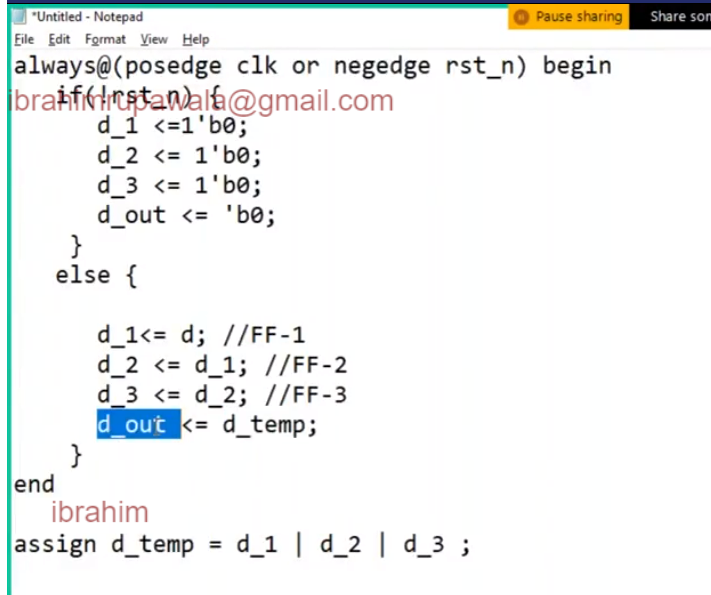 *Untitled - Notepad
Pause sharing
Share
File Edit Format View Help
always@(posedge clk or negedge rst_n) begin
if(!rst_n) {
ibrahimrupawala@gmail.com
d_1 <=1'b0;
d_2 <= 1'b0;
d_3 <= 1'b0;
d_out <= 'b0;
}
else {
d_1<= d; //FF-1
d_2 <= d_1; //FF-2
d_3 <= d_2; //FF-3
d_out <= d_temp;
}
end
ibrahim
assign d_temp = d_1 | d_2 | d_3 ;